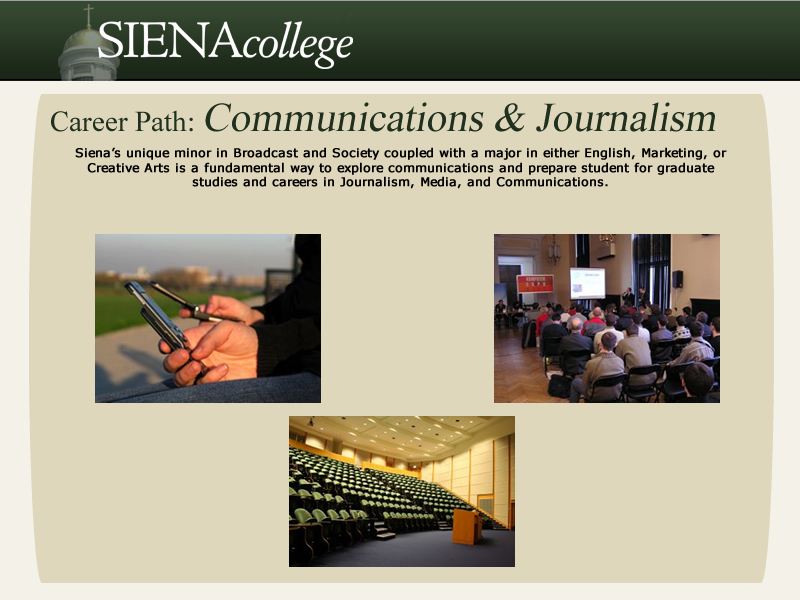 SIENAcollege
Career Path: Communications & Journalism
Siena's unique minor in Broadcast and Society coupled with a major in either English, Marketing, or
Creative Arts is a fundamental way to explore communications and prepare student for graduate
studies and careers in Journalism, Media, and Communications.